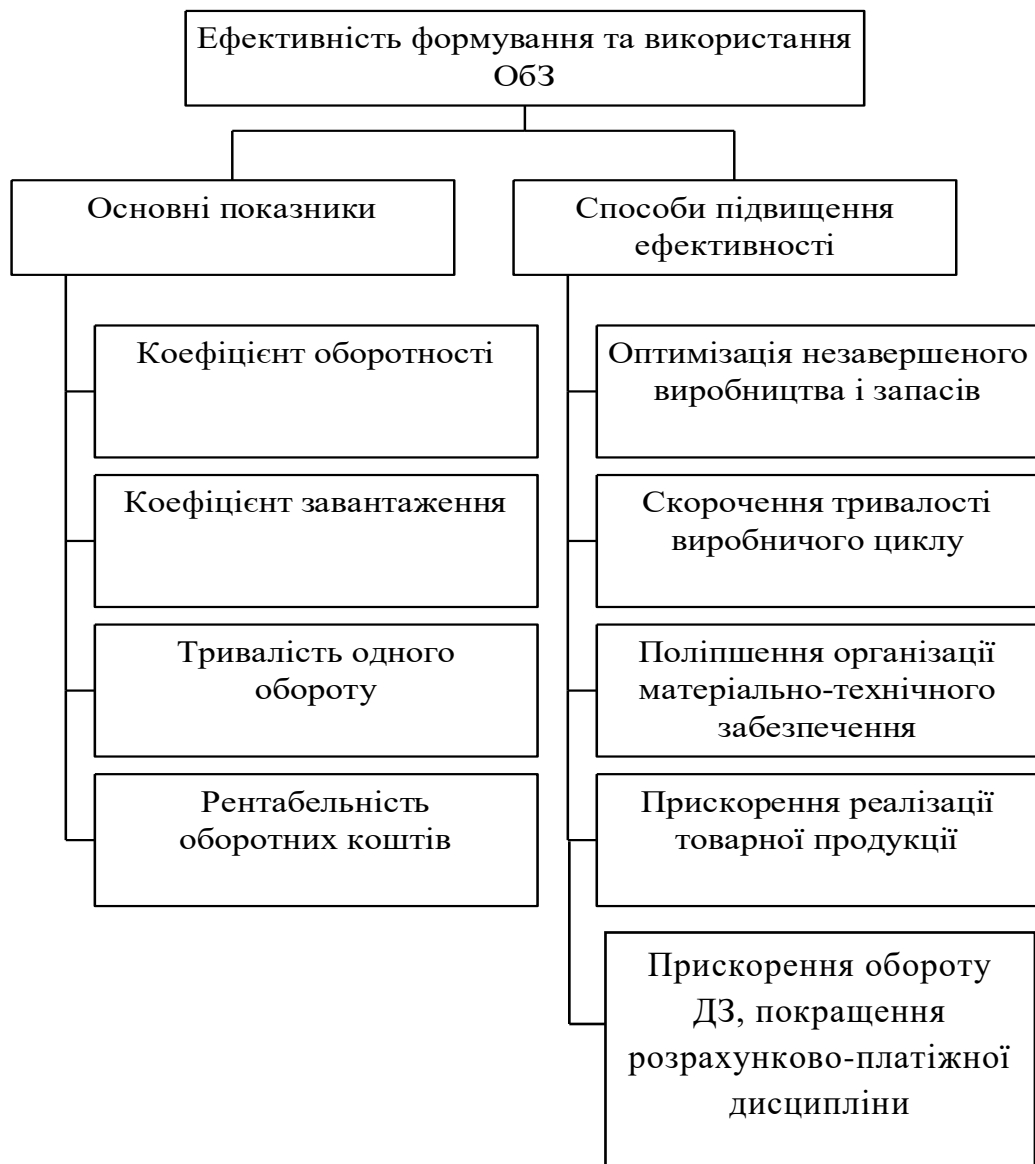 Ефективність формування та використання
ОбЗ
Основні показники
Способи підвищення
ефективності
Коефіцієнт оборотності
Коефіцієнт завантаження
Тривалість одного
обороту
Рентабельність
оборотних коштів
Оптимізація незавершеного
виробництва і запасів
Скорочення тривалості
виробничого циклу
Поліпшення організації
матеріально-технічного
забезпечення
Прискорення реалізації
товарної продукції
Прискорення обороту
ДЗ, покращення
розрахунково-платіжної
дисципліни